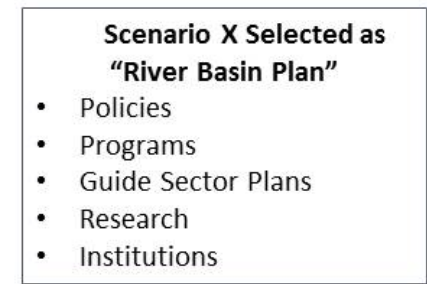 Scenario X Selected as
“River Basin Plan”
• Policies
• Programs
• Guide Sector Plans
• Research
• Institutions